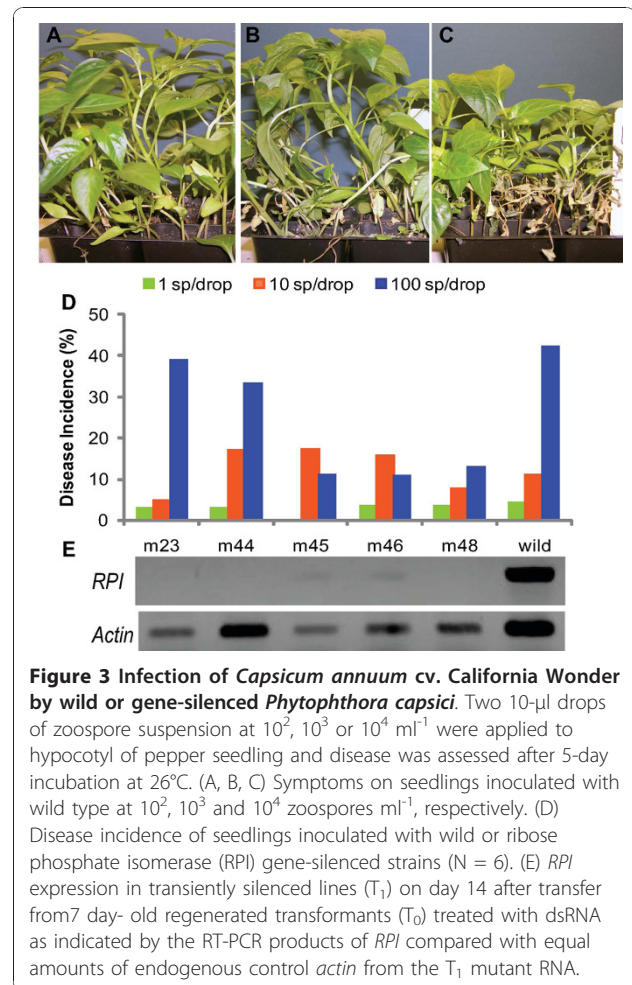 A B C
1 sp/drop 10 sp/drop 100 sp/drop
D
Disease Incidence (%)
50
40
30
20
10
0
m23 m44 m45 m46 m48 wild
E
RPI
Actin
Figure 3 Infection of Capsicum annuum cv. California Wonder
by wild or gene-silenced Phytophthora capsici. Two 10-μl drops
of zoospore suspension at 10², 10³ or 10⁴ ml⁻¹ were applied to
hypocotyl of pepper seedling and disease was assessed after 5-day
incubation at 26°C. (A, B, C) Symptoms on seedlings inoculated with
wild type at 10², 10³ and 10⁴ zoospores ml⁻¹, respectively. (D)
Disease incidence of seedlings inoculated with wild or ribose
phosphate isomerase (RPI) gene-silenced strains (N = 6). (E) RPI
expression in transiently silenced lines (T₁) on day 14 after transfer
from7 day- old regenerated transformants (T₀) treated with dsRNA
as indicated by the RT-PCR products of RPI compared with equal
amounts of endogenous control actin from the T₁ mutant RNA.